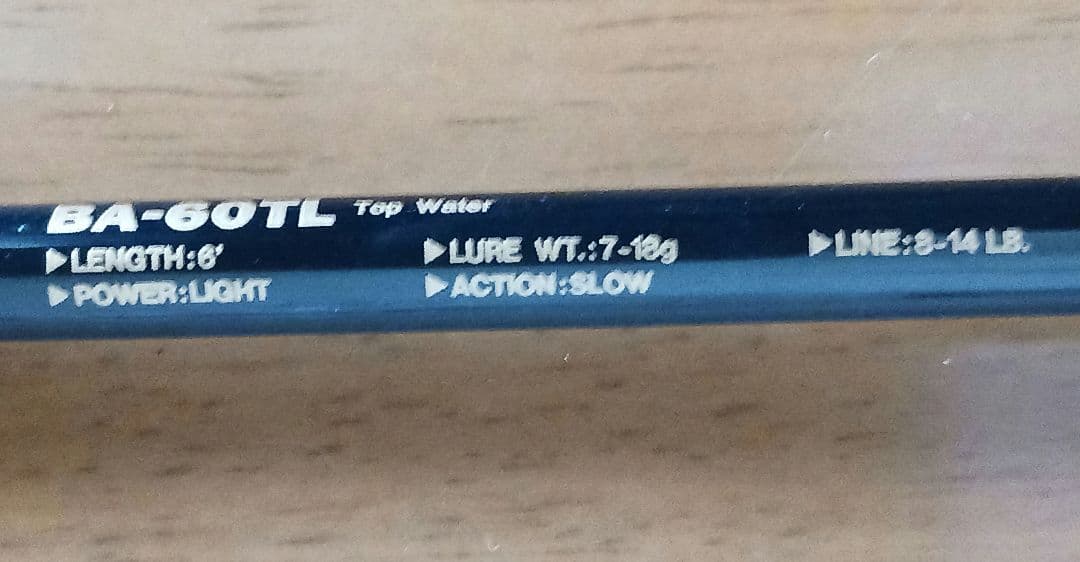 BA-60TL Top Water
▶LENGTH:6' ▶LURE WT.:7-18g ▶LINE:8-14 LB.
▶POWER:LIGHT ▶ACTION:SLOW